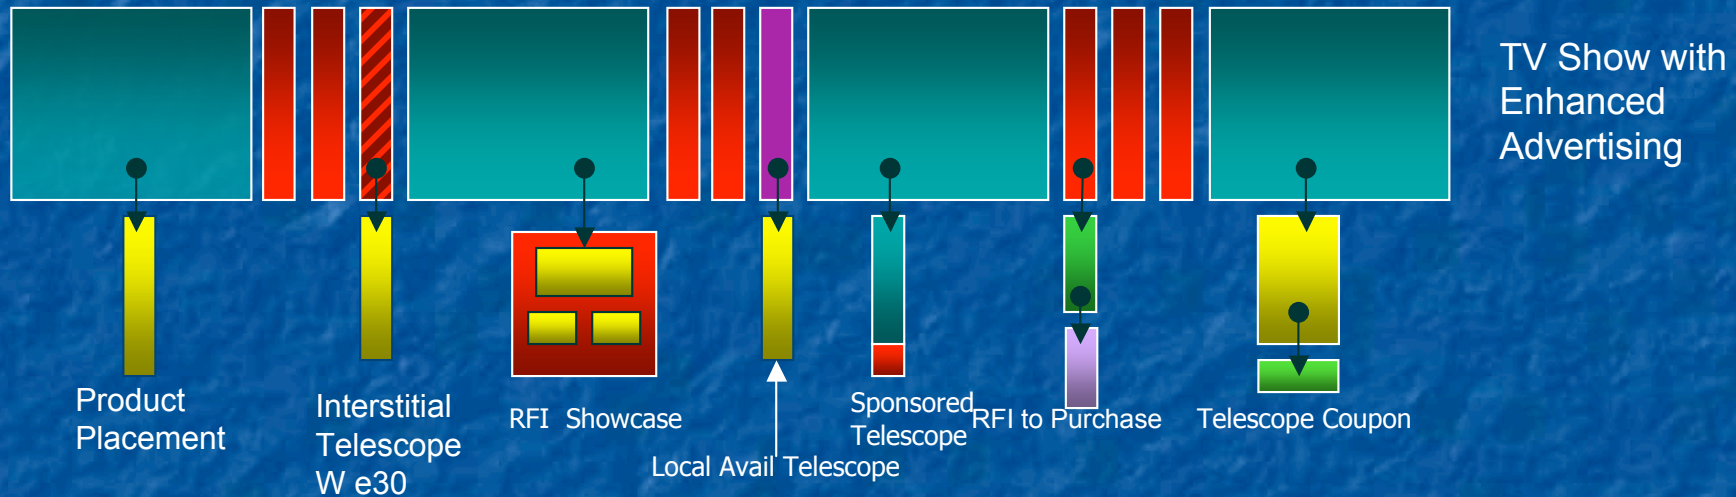 TV Show with
Enhanced
Advertising
Product
Placement
Interstitial
Telescope
W e30
RFI  Showcase
Local Avail Telescope
Sponsored
Telescope
RFI to Purchase
Telescope Coupon